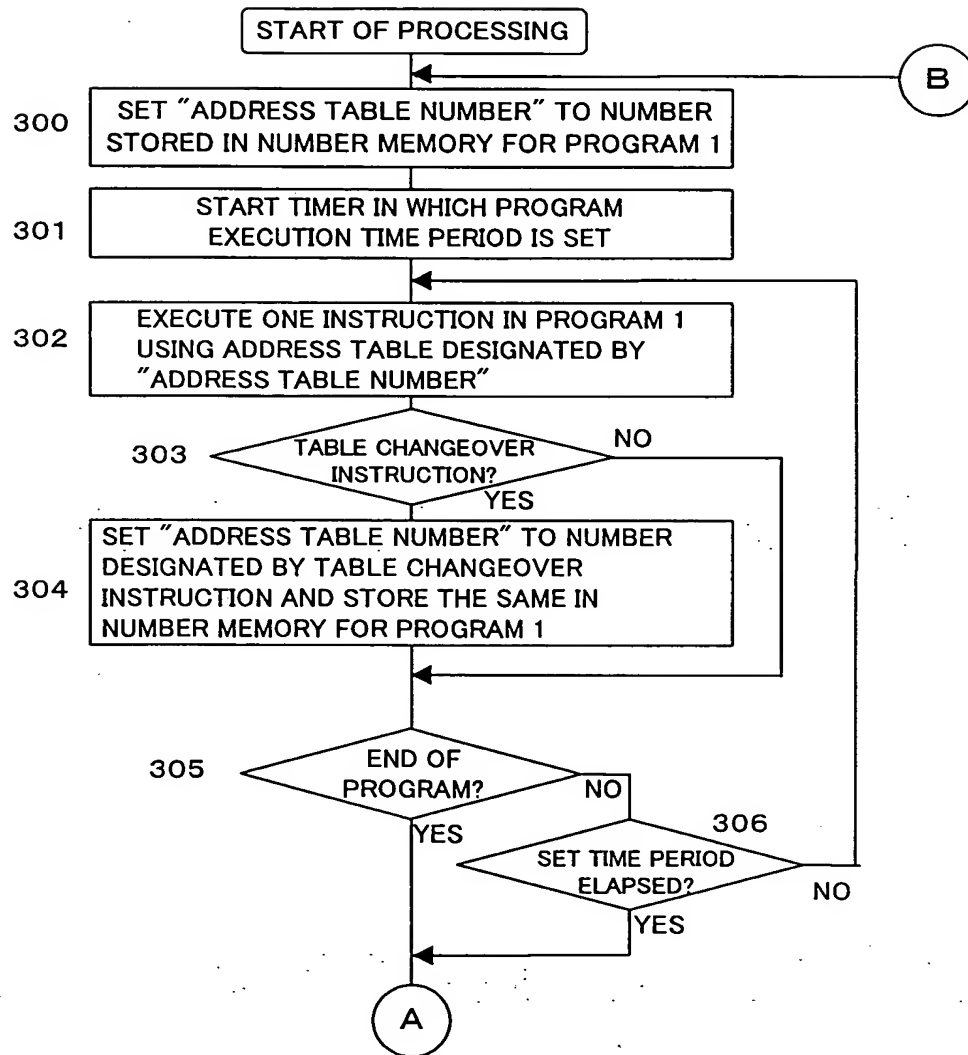 START OF PROCESSING
B
300
SET "ADDRESS TABLE NUMBER" TO NUMBER
STORED IN NUMBER MEMORY FOR PROGRAM 1
301
START TIMER IN WHICH PROGRAM
EXECUTION TIME PERIOD IS SET
302
EXECUTE ONE INSTRUCTION IN PROGRAM 1
USING ADDRESS TABLE DESIGNATED BY
"ADDRESS TABLE NUMBER"
303
TABLE CHANGEOVER
INSTRUCTION?
NO
YES
304
SET "ADDRESS TABLE NUMBER" TO NUMBER
DESIGNATED BY TABLE CHANGEOVER
INSTRUCTION AND STORE THE SAME IN
NUMBER MEMORY FOR PROGRAM 1
305
END OF
PROGRAM?
NO
YES
306
SET TIME PERIOD
ELAPSED?
NO
YES
A